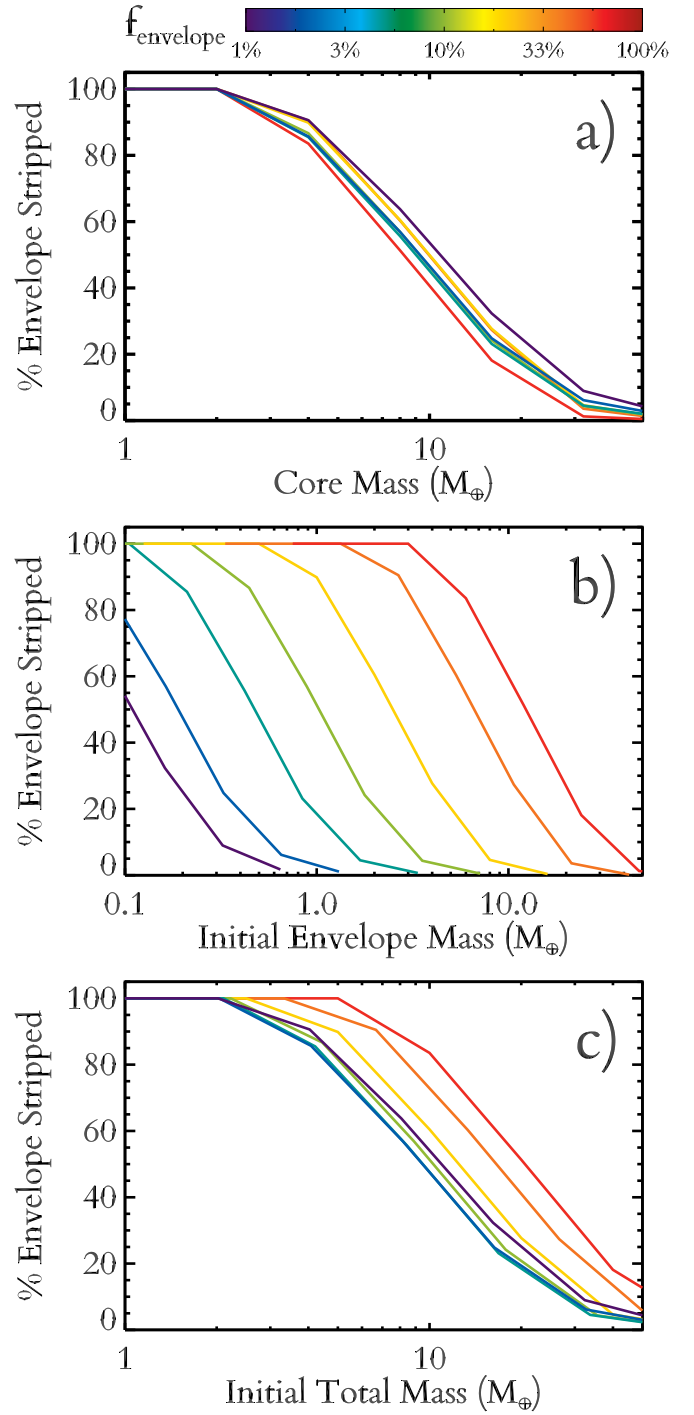 f_envelope
1% 3% 10% 33% 100%
a)
% Envelope Stripped
100
80
60
40
20
0
1 10
Core Mass (M⊕)
b)
% Envelope Stripped
100
80
60
40
20
0
0.1 1.0 10.0
Initial Envelope Mass (M⊕)
c)
% Envelope Stripped
100
80
60
40
20
0
1 10
Initial Total Mass (M⊕)